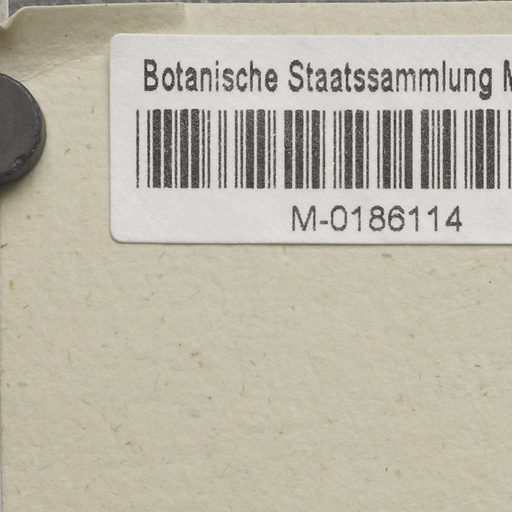 Botanische Staatssammlung M
M-0186114